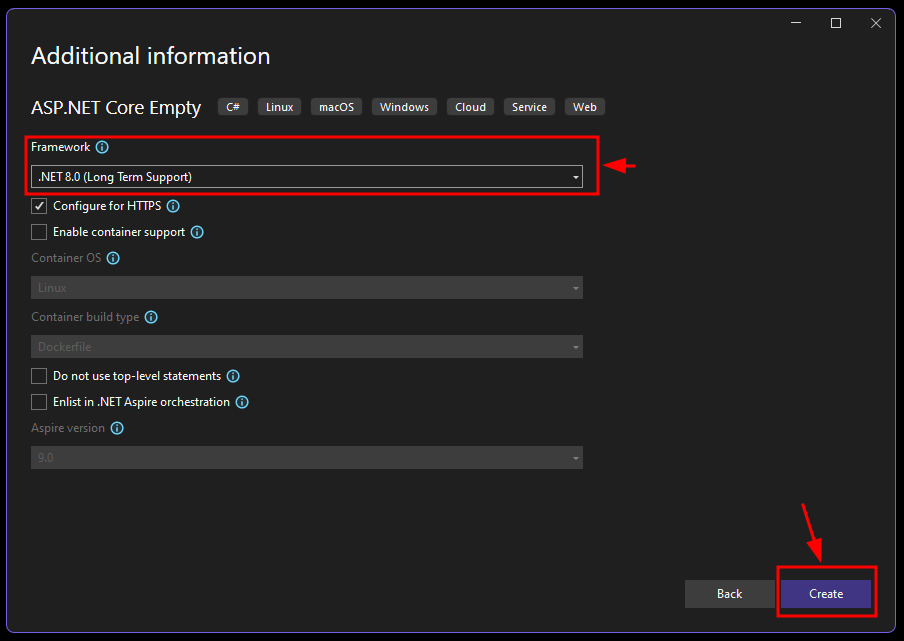 Additional information
ASP.NET Core Empty C# Linux macOS Windows Cloud Service Web
Framework
.NET 8.0 (Long Term Support)
Configure for HTTPS
Enable container support
Container OS
Linux
Container build type
Dockerfile
Do not use top-level statements
Enlist in .NET Aspire orchestration
Aspire version
9.0
Back Create